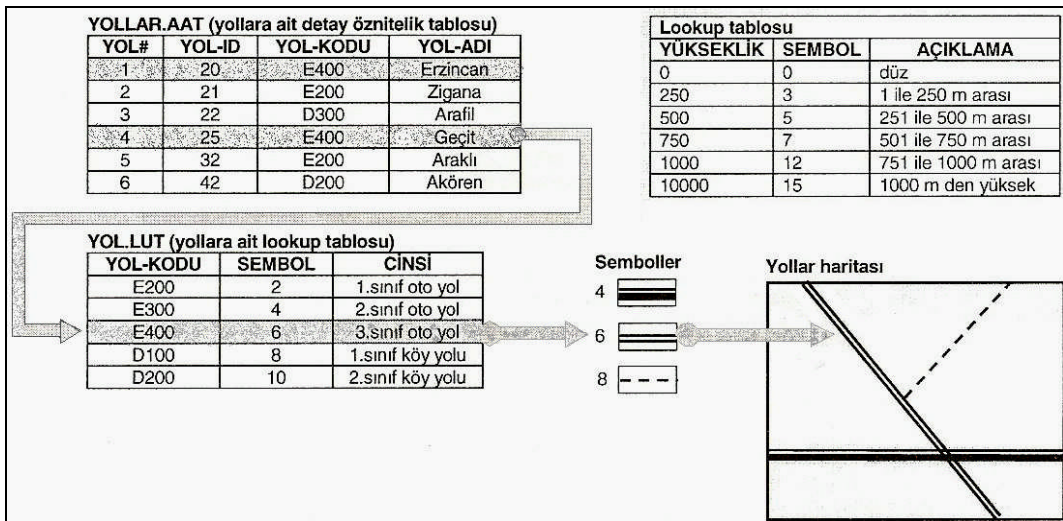 YOLLAR.AAT (yollara ait detay öznitelik tablosu)
YOL# YOL-ID YOL-KODU YOL-ADI
1 20 E400 Erzincan
2 21 E200 Zigana
3 22 D300 Arafil
4 25 E400 Geçit
5 32 E200 Araklı
6 42 D200 Akören
Lookup tablosu
YÜKSEKLİK SEMBOL AÇIKLAMA
0 0 düz
250 3 1 ile 250 m arası
500 5 251 ile 500 m arası
750 7 501 ile 750 m arası
1000 12 751 ile 1000 m arası
10000 15 1000 m den yüksek
YOL.LUT (yollara ait lookup tablosu)
YOL-KODU SEMBOL CİNSİ
E200 2 1.sınıf oto yol
E300 4 2.sınıf oto yol
E400 6 3.sınıf oto yol
D100 8 1.sınıf köy yolu
D200 10 2.sınıf köy yolu
Semboller
4
6
8
Yollar haritası